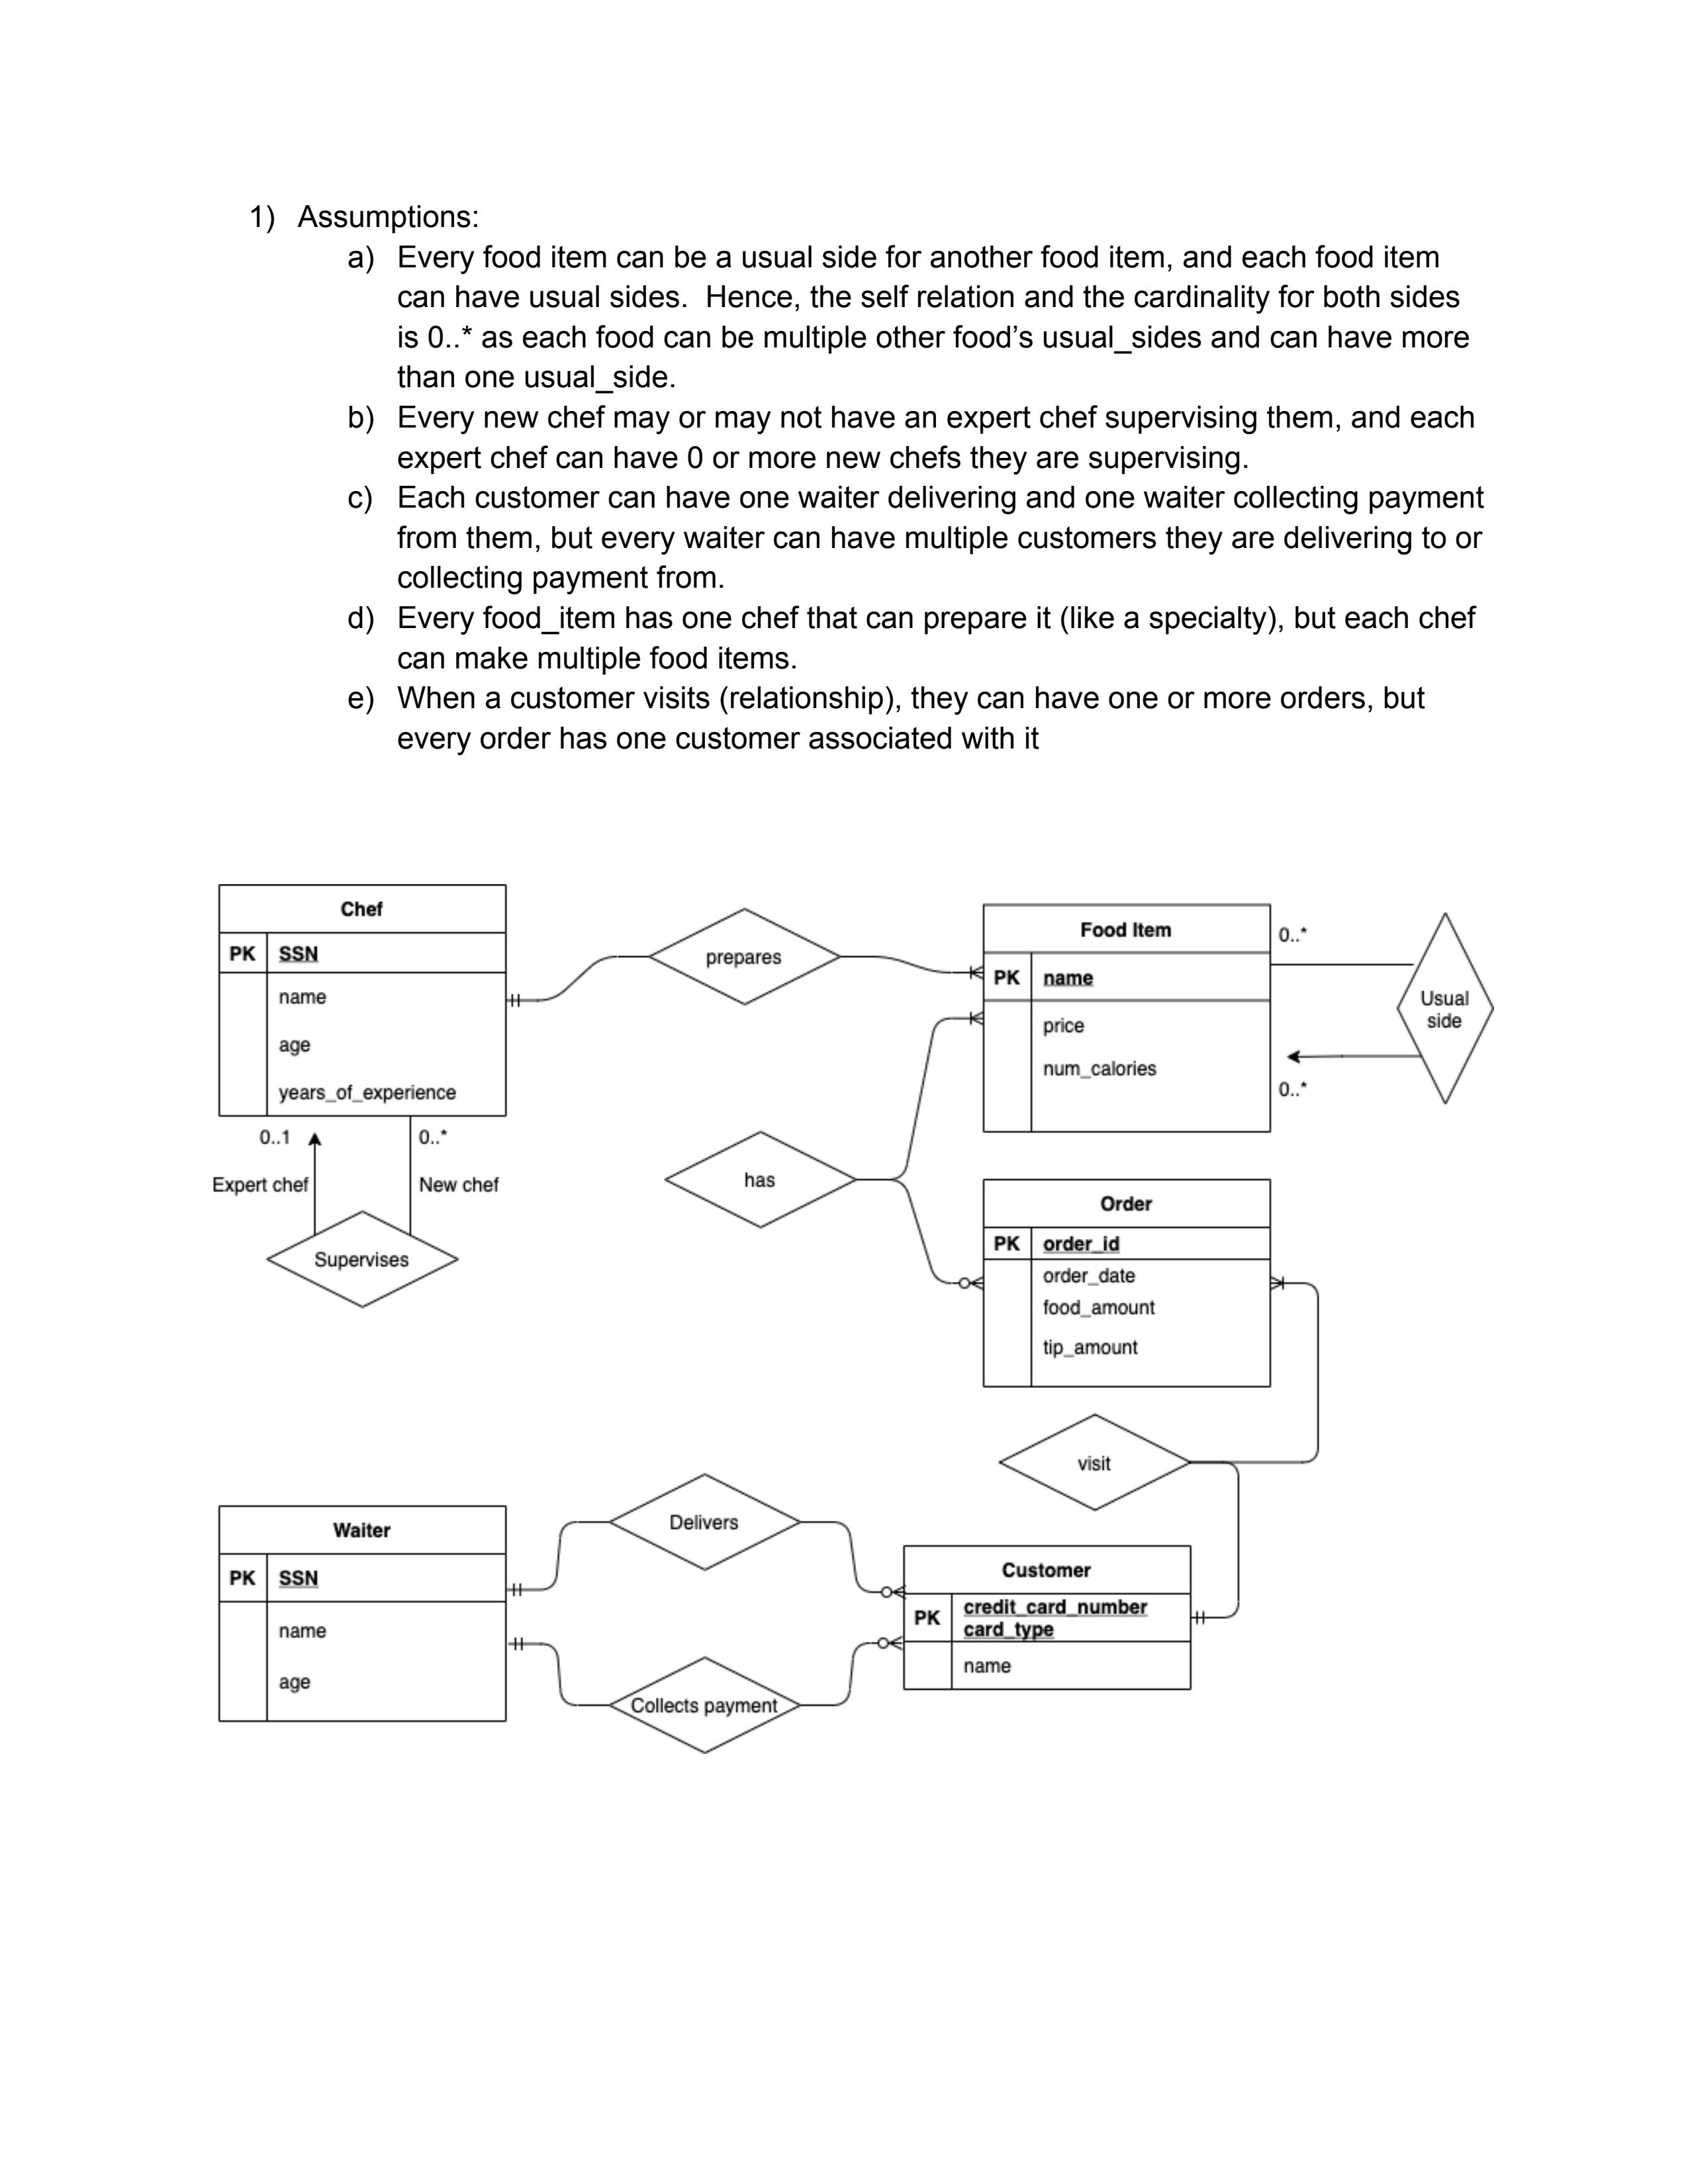 1) Assumptions:
a) Every food item can be a usual side for another food item, and each food item
can have usual sides.  Hence, the self relation and the cardinality for both sides
is 0..* as each food can be multiple other food’s usual_sides and can have more
than one usual_side.
b) Every new chef may or may not have an expert chef supervising them, and each
expert chef can have 0 or more new chefs they are supervising.
c) Each customer can have one waiter delivering and one waiter collecting payment
from them, but every waiter can have multiple customers they are delivering to or
collecting payment from.
d) Every food_item has one chef that can prepare it (like a specialty), but each chef
can make multiple food items.
e) When a customer visits (relationship), they can have one or more orders, but
every order has one customer associated with it
Chef
PK SSN
name
age
years_of_experience
0..1
0..*
Expert chef
New chef
Supervises
prepares
Food Item
PK name
price
num_calories
0..*
Usual
side
0..*
has
Order
PK order_id
order_date
food_amount
tip_amount
visit
Waiter
PK SSN
name
age
Delivers
Collects payment
Customer
PK credit_card_number
card_type
name